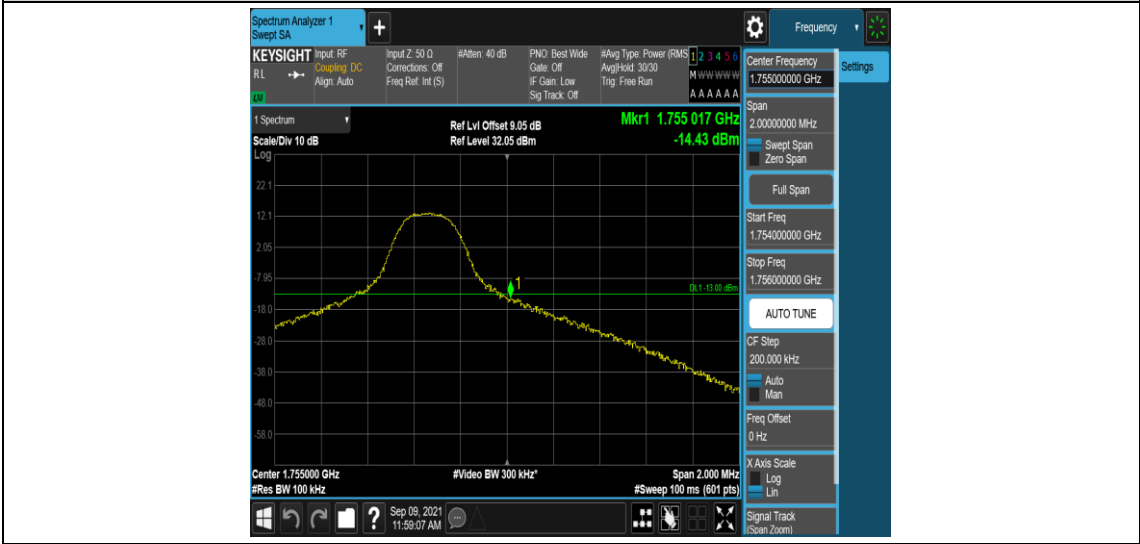 Spectrum Analyzer 1
Swept SA
+
Frequency
KEYSIGHT
RL
LXI
Input: RF
Coupling: DC
Align: Auto
Input Z: 50 Ω
Corrections: Off
Freq Ref: Int (S)
#Atten: 40 dB
PNO: Best Wide
Gate: Off
IF Gain: Low
Sig Track: Off
#Avg Type: Power (RMS
Avg|Hold: 30/30
Trig: Free Run
1 2 3 4 5 6
M W W W W W
A A A A A A
1 Spectrum
Scale/Div 10 dB
Ref Lvl Offset 9.05 dB
Ref Level 32.05 dBm
Mkr1 1.755 017 GHz
-14.43 dBm
Log
22.1
12.1
2.05
-7.95
-18.0
-28.0
-38.0
-48.0
-58.0
1
DL1 -13.00 dBm
Center 1.755000 GHz
#Video BW 300 kHz*
Span 2.000 MHz
#Res BW 100 kHz
#Sweep 100 ms (601 pts)
Center Frequency
1.755000000 GHz
Span
2.00000000 MHz
Swept Span
Zero Span
Full Span
Start Freq
1.754000000 GHz
Stop Freq
1.756000000 GHz
AUTO TUNE
CF Step
200.000 kHz
Auto
Man
Freq Offset
0 Hz
X Axis Scale
Log
Lin
Signal Track
(Span Zoom)
Settings
?
Sep 09, 2021
11:59:07 AM